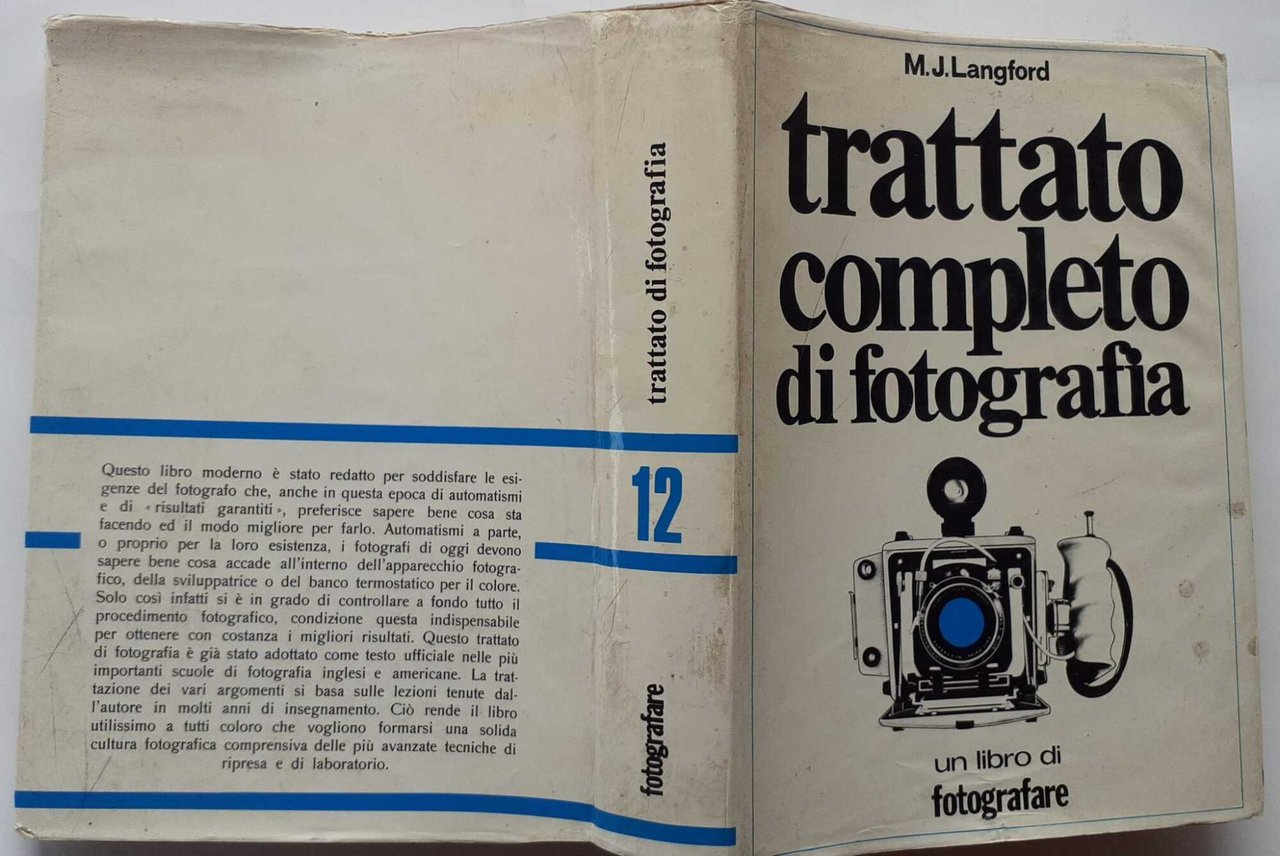 Questo libro moderno è stato redatto per soddisfare le esi-
genze del fotografo che, anche in questa epoca di automatismi
e di « risultati garantiti », preferisce sapere bene cosa sta
facendo ed il modo migliore per farlo. Automatismi a parte,
o proprio per la loro esistenza, i fotografi di oggi devono
sapere bene cosa accade all'interno dell'apparecchio fotogra-
fico, della sviluppatrice o del banco termostatico per il colore.
Solo così infatti si è in grado di controllare a fondo tutto il
procedimento fotografico, condizione questa indispensabile
per ottenere con costanza i migliori risultati. Questo trattato
di fotografia è già stato adottato come testo ufficiale nelle più
importanti scuole di fotografia inglesi e americane. La trat-
tazione dei vari argomenti si basa sulle lezioni tenute dal-
l'autore in molti anni di insegnamento. Ciò rende il libro
utilissimo a tutti coloro che vogliono formarsi una solida
cultura fotografica comprensiva delle più avanzate tecniche di
ripresa e di laboratorio.
trattato di fotografia
12
fotografare
M.J.Langford
trattato
completo
di fotografia
un libro di
fotografare